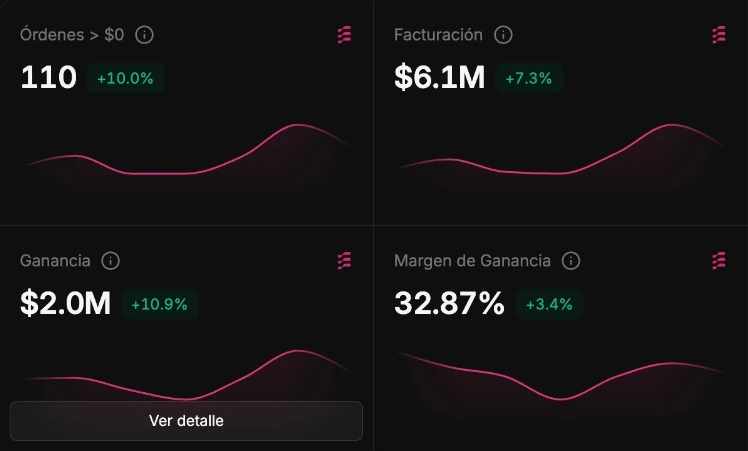 Órdenes > $0
110 +10.0%
Facturación
$6.1M +7.3%
Ganancia
$2.0M +10.9%
Ver detalle
Margen de Ganancia
32.87% +3.4%